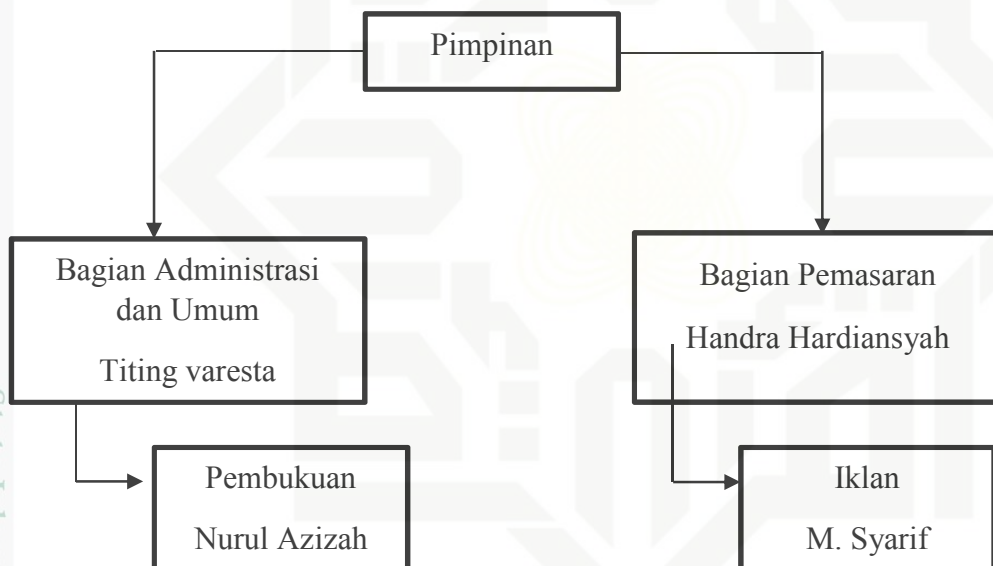 Pimpinan
Bagian Administrasi
dan Umum
Titing varesta
Bagian Pemasaran
Handra Hardiansyah
Pembukuan
Nurul Azizah
Iklan
M. Syarif